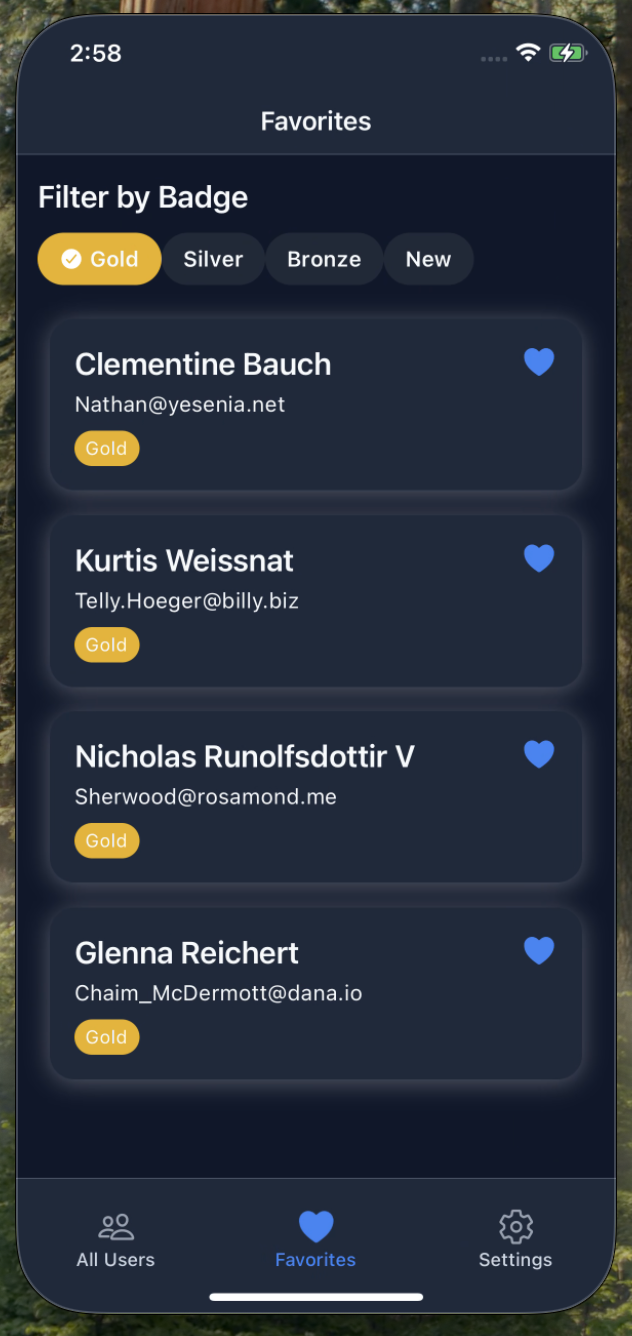 2:58
Favorites
Filter by Badge
Gold Silver Bronze New
Clementine Bauch
Nathan@yesenia.net
Gold
Kurtis Weissnat
Telly.Hoeger@billy.biz
Gold
Nicholas Runolfsdottir V
Sherwood@rosamond.me
Gold
Glenna Reichert
Chaim_McDermott@dana.io
Gold
All Users Favorites Settings